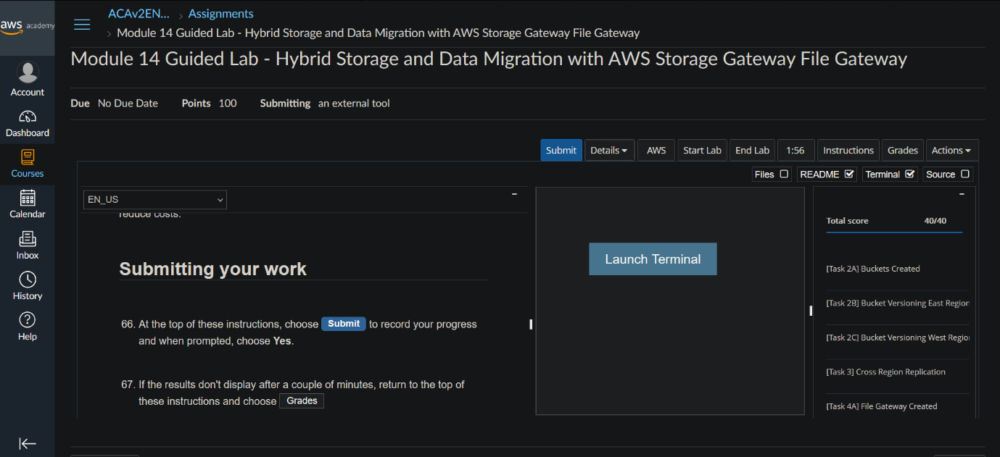 aws academy
Account
Dashboard
Courses
Calendar
Inbox
History
Help
ACAv2EN... > Assignments
> Module 14 Guided Lab - Hybrid Storage and Data Migration with AWS Storage Gateway File Gateway
Module 14 Guided Lab - Hybrid Storage and Data Migration with AWS Storage Gateway File Gateway
Due No Due Date Points 100 Submitting an external tool
Submit Details AWS Start Lab End Lab 1:56 Instructions Grades Actions
Files README Terminal Source
EN_US
reduce costs.
Submitting your work
66. At the top of these instructions, choose Submit to record your progress
and when prompted, choose Yes.
67. If the results don't display after a couple of minutes, return to the top of
these instructions and choose Grades
Launch Terminal
Total score 40/40
[Task 2A] Buckets Created
[Task 2B] Bucket Versioning East Region
[Task 2C] Bucket Versioning West Regio
[Task 3] Cross Region Replication
[Task 4A] File Gateway Created